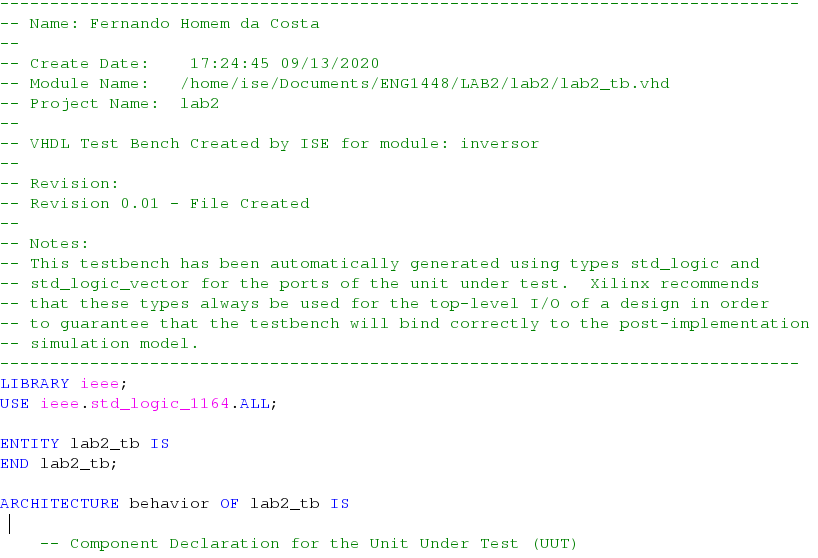 --------------------------------------------------------------------------------
-- Name: Fernando Homem da Costa
--
-- Create Date:    17:24:45 09/13/2020
-- Module Name:   /home/ise/Documents/ENG1448/LAB2/lab2/lab2_tb.vhd
-- Project Name:  lab2
--
-- VHDL Test Bench Created by ISE for module: inversor
--
-- Revision:
-- Revision 0.01 - File Created
--
-- Notes:
-- This testbench has been automatically generated using types std_logic and
-- std_logic_vector for the ports of the unit under test.  Xilinx recommends
-- that these types always be used for the top-level I/O of a design in order
-- to guarantee that the testbench will bind correctly to the post-implementation
-- simulation model.
--------------------------------------------------------------------------------
LIBRARY ieee;
USE ieee.std_logic_1164.ALL;

ENTITY lab2_tb IS
END lab2_tb;

ARCHITECTURE behavior OF lab2_tb IS

    -- Component Declaration for the Unit Under Test (UUT)